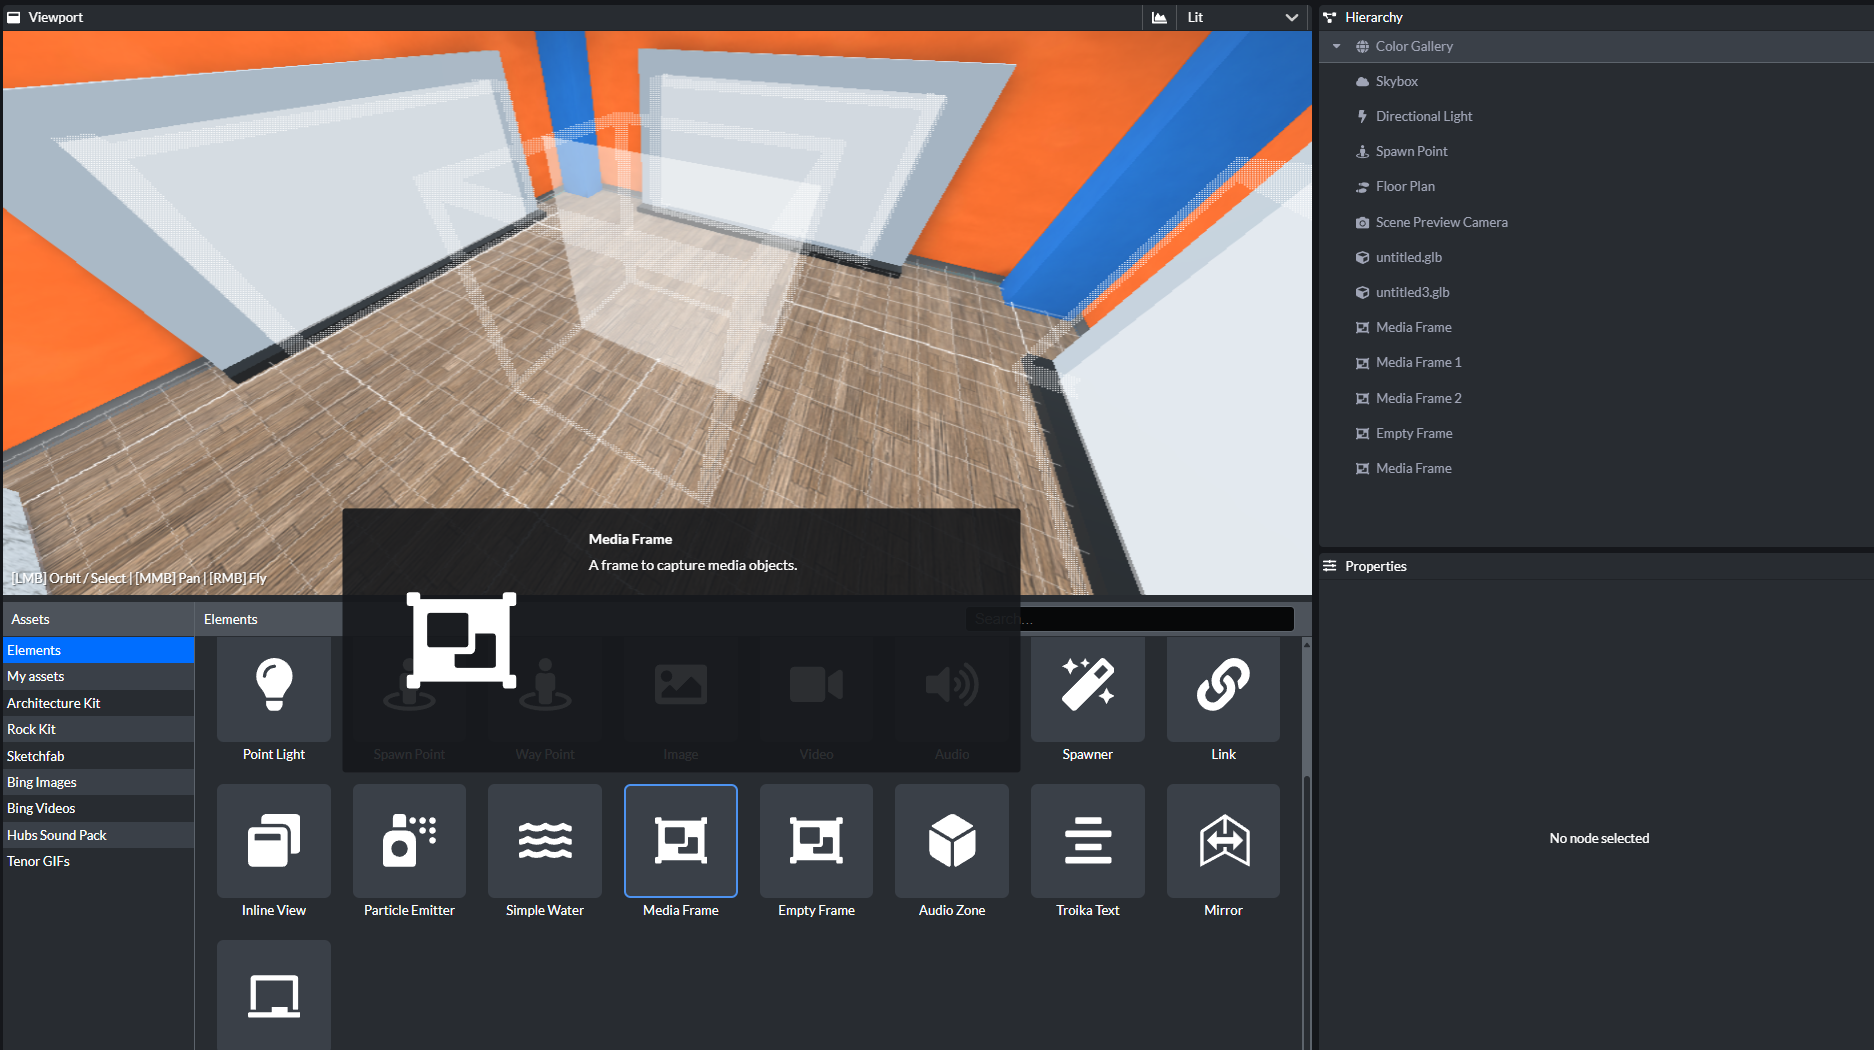 Viewport
Lit
[LMB] Orbit / Select | [MMB] Pan | [RMB] Fly
Media Frame
A frame to capture media objects.
Assets
Elements
My assets
Architecture Kit
Rock Kit
Sketchfab
Bing Images
Bing Videos
Hubs Sound Pack
Tenor GIFs
Elements
Search...
Point Light
Spawn Point
Way Point
Image
Video
Audio
Spawner
Link
Inline View
Particle Emitter
Simple Water
Media Frame
Empty Frame
Audio Zone
Troika Text
Mirror
Hierarchy
Color Gallery
Skybox
Directional Light
Spawn Point
Floor Plan
Scene Preview Camera
untitled.glb
untitled3.glb
Media Frame
Media Frame 1
Media Frame 2
Empty Frame
Media Frame
Properties
No node selected